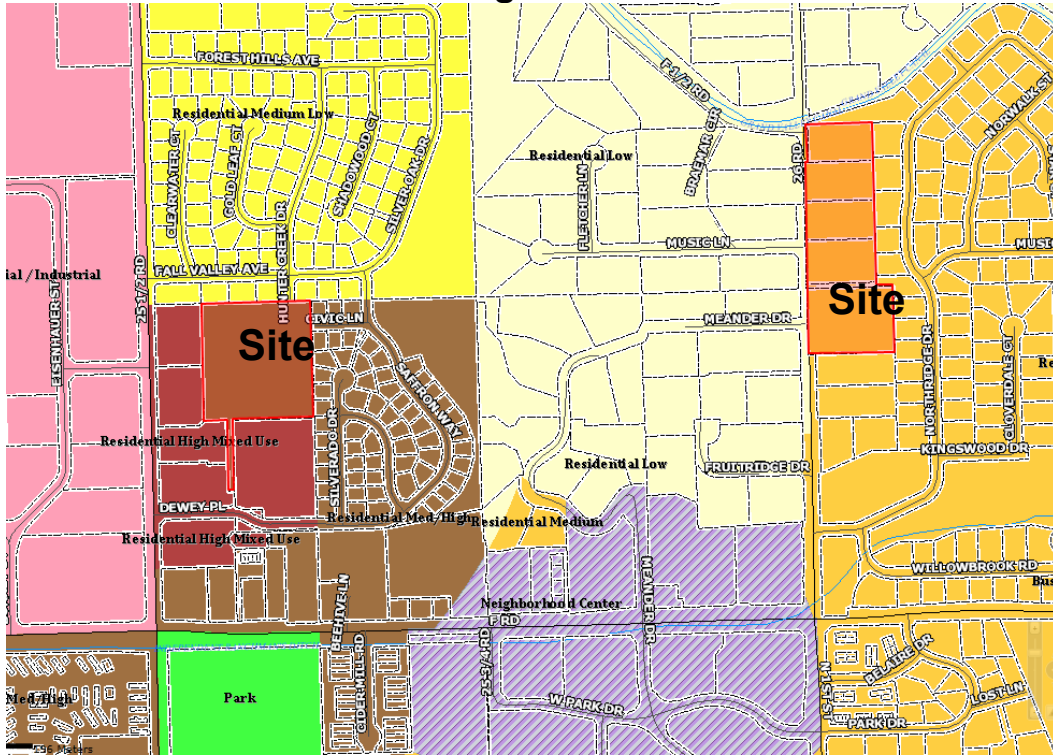 FOREST HILLS AVE
Residential Medium Low
CLEARWATER CT
GOLD LEAF CT
SHADOWOOD CT
SILVER OAK DR
HUNTER CREEK DR
FALL VALLEY AVE
ial / Industrial
EISENHAUER ST
25 1/2 RD
Site
CIVIC LN
SAFFRON WAY
SILVERADO DR
Residential High Mixed Use
DEWEY PL
Residential Med/High
Residential High Mixed Use
BEEHIVE LN
CIDER MILL RD
Park
Med/High
Meters
F 1/2 RD
BRAEMAR CIR
Residential Low
FLETCHER LN
MUSIC LN
26 RD
MEANDER DR
Residential Low
FRUITRIDGE DR
Residential Medium
Neighborhood Center
F RD
25 3/4 RD
MEANDER DR
W PARK DR
Site
NORWALK ST
MUSIC
NORTHRIDGE DR
CLOVERDALE CT
Re
KINGSWOOD DR
WILLOWBROOK RD
Bus
N 1ST ST
BELAIRE DR
LOST LN
PARK DR